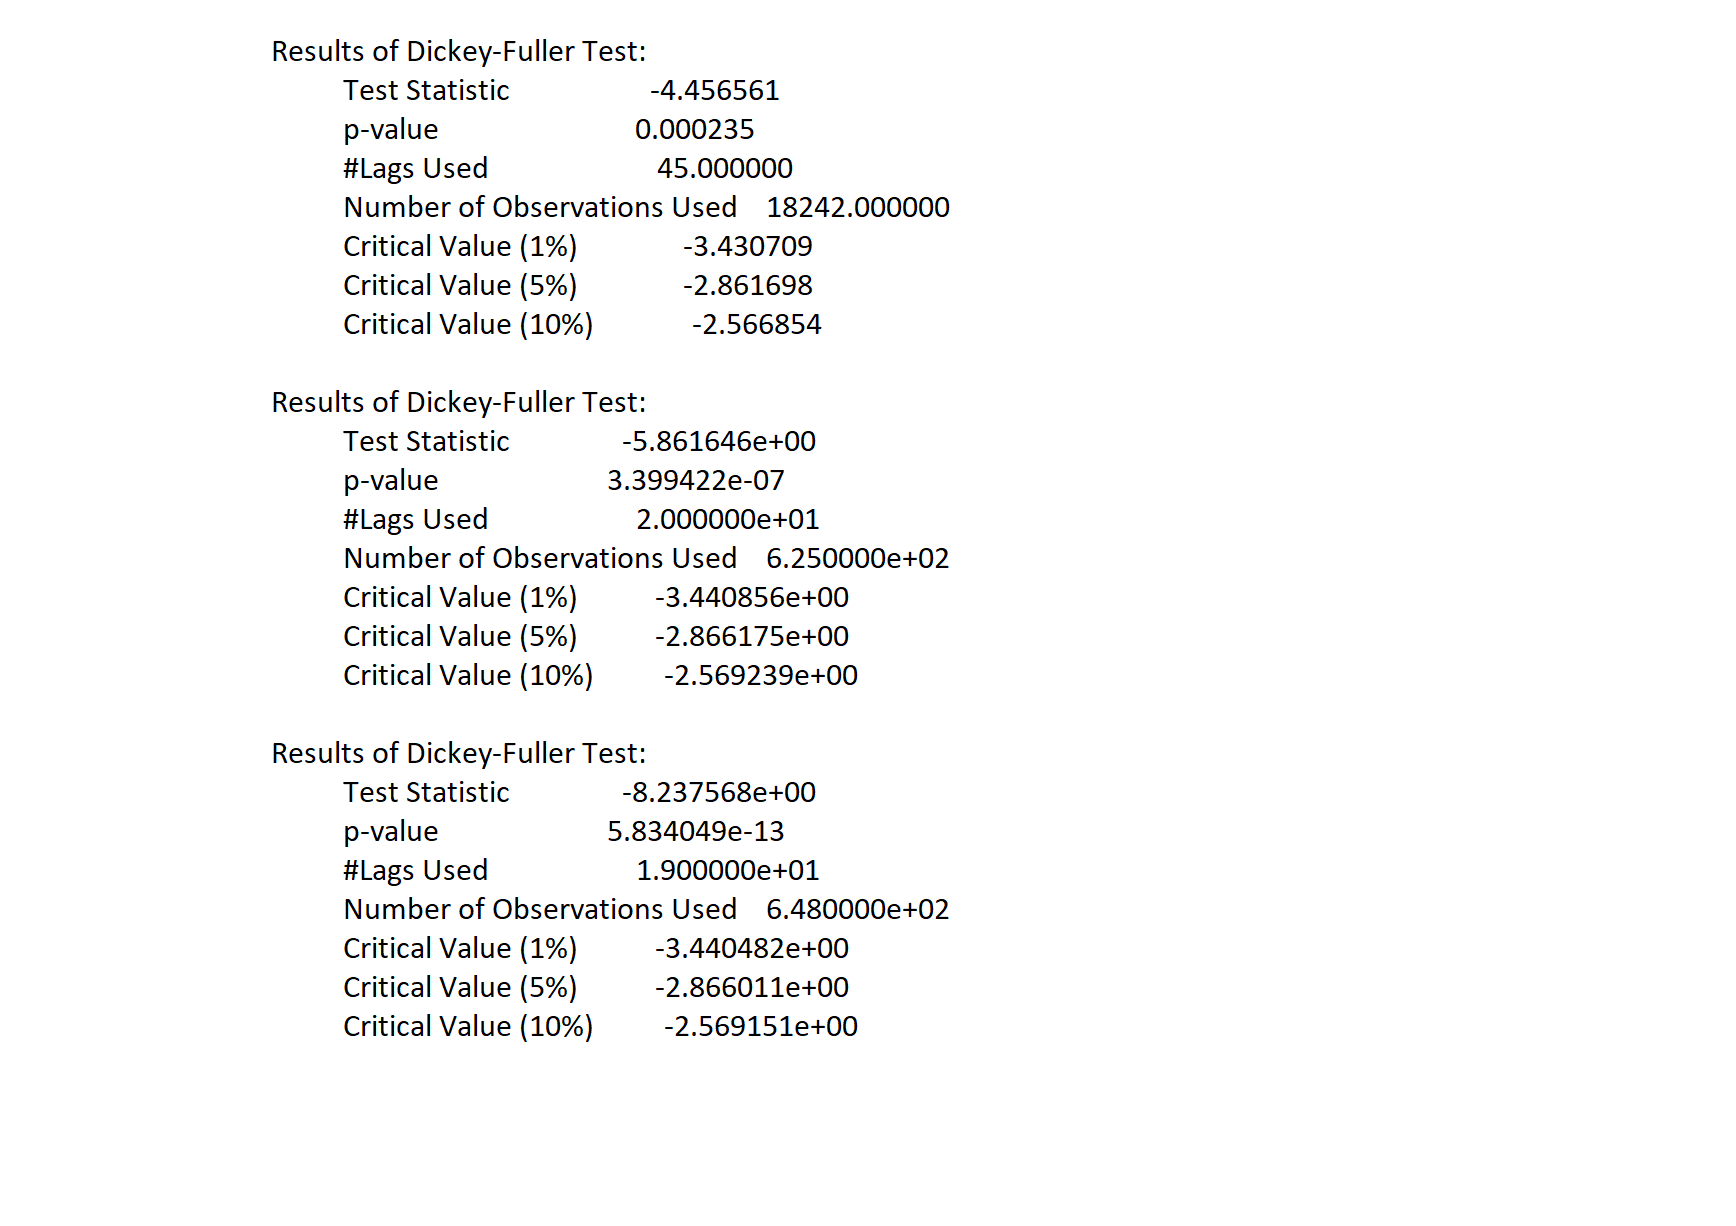 Results of Dickey-Fuller Test:
Test Statistic -4.456561
p-value 0.000235
#Lags Used 45.000000
Number of Observations Used 18242.000000
Critical Value (1%) -3.430709
Critical Value (5%) -2.861698
Critical Value (10%) -2.566854
Results of Dickey-Fuller Test:
Test Statistic -5.861646e+00
p-value 3.399422e-07
#Lags Used 2.000000e+01
Number of Observations Used 6.250000e+02
Critical Value (1%) -3.440856e+00
Critical Value (5%) -2.866175e+00
Critical Value (10%) -2.569239e+00
Results of Dickey-Fuller Test:
Test Statistic -8.237568e+00
p-value 5.834049e-13
#Lags Used 1.900000e+01
Number of Observations Used 6.480000e+02
Critical Value (1%) -3.440482e+00
Critical Value (5%) -2.866011e+00
Critical Value (10%) -2.569151e+00